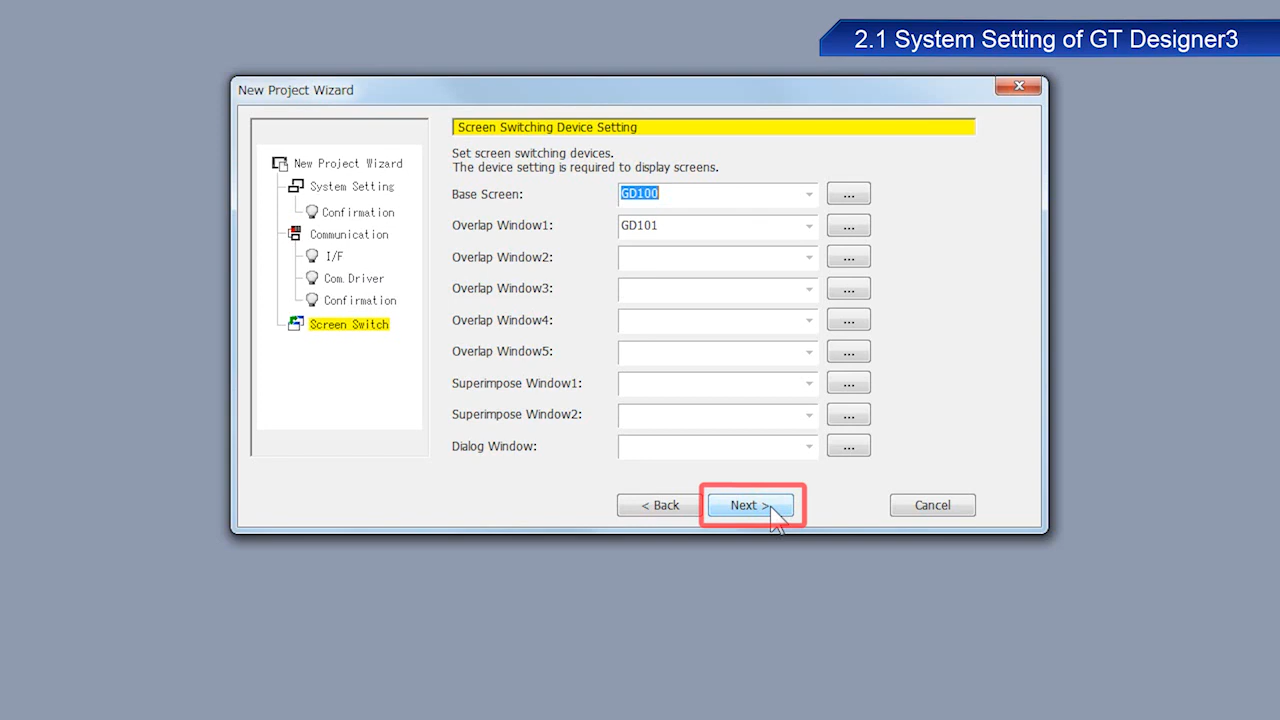 2.1 System Setting of GT Designer3
New Project Wizard
New Project Wizard
System Setting
Confirmation
Communication
I/F
Com.Driver
Confirmation
Screen Switch
Screen Switching Device Setting
Set screen switching devices.
The device setting is required to display screens.
Base Screen: GD100 ...
Overlap Window1: GD101 ...
Overlap Window2: ...
Overlap Window3: ...
Overlap Window4: ...
Overlap Window5: ...
Superimpose Window1: ...
Superimpose Window2: ...
Dialog Window: ...
< Back Next > Cancel